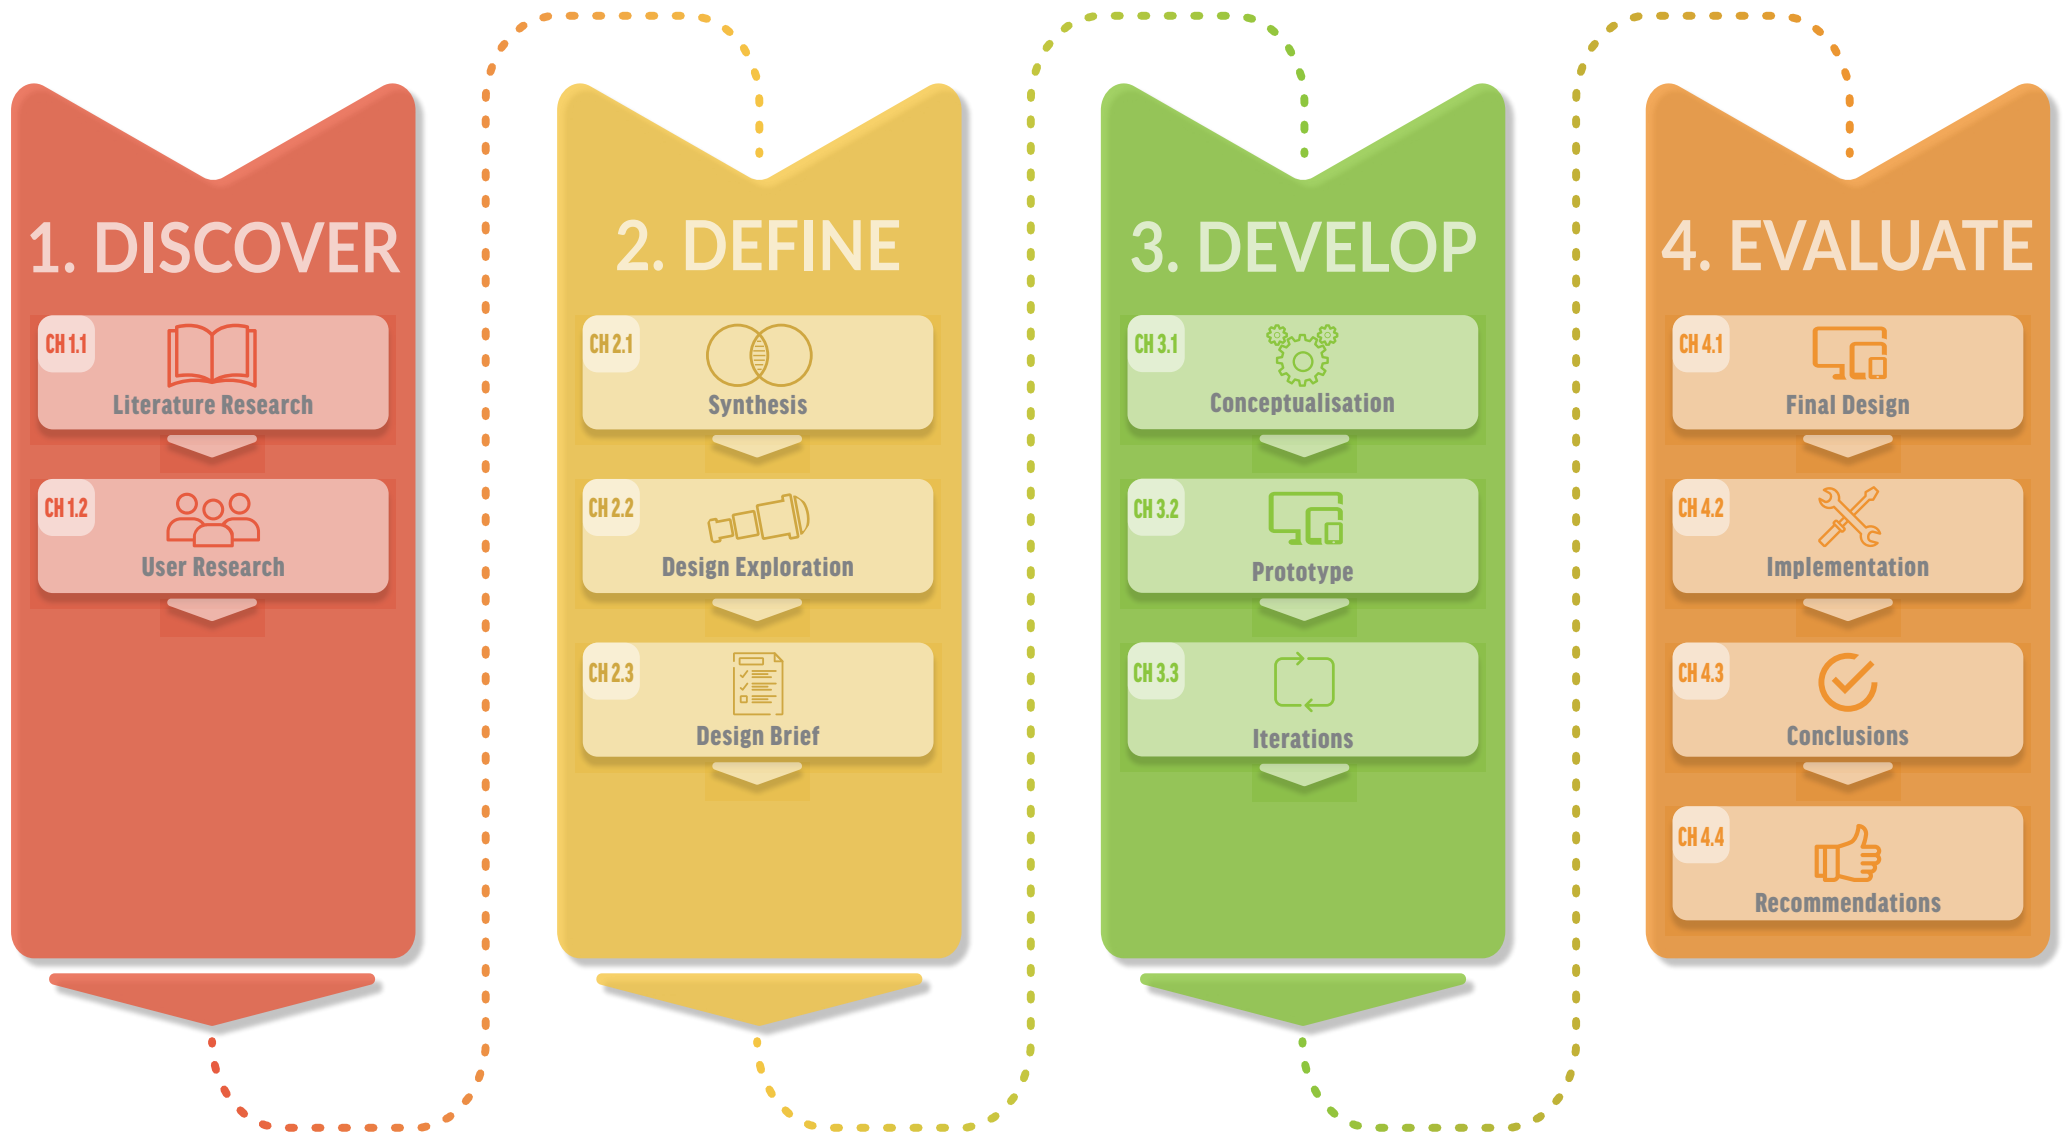 1. DISCOVER
CH 1.1
Literature Research
CH 1.2
User Research
2. DEFINE
CH 2.1
Synthesis
CH 2.2
Design Exploration
CH 2.3
Design Brief
3. DEVELOP
CH 3.1
Conceptualisation
CH 3.2
Prototype
CH 3.3
Iterations
4. EVALUATE
CH 4.1
Final Design
CH 4.2
Implementation
CH 4.3
Conclusions
CH 4.4
Recommendations